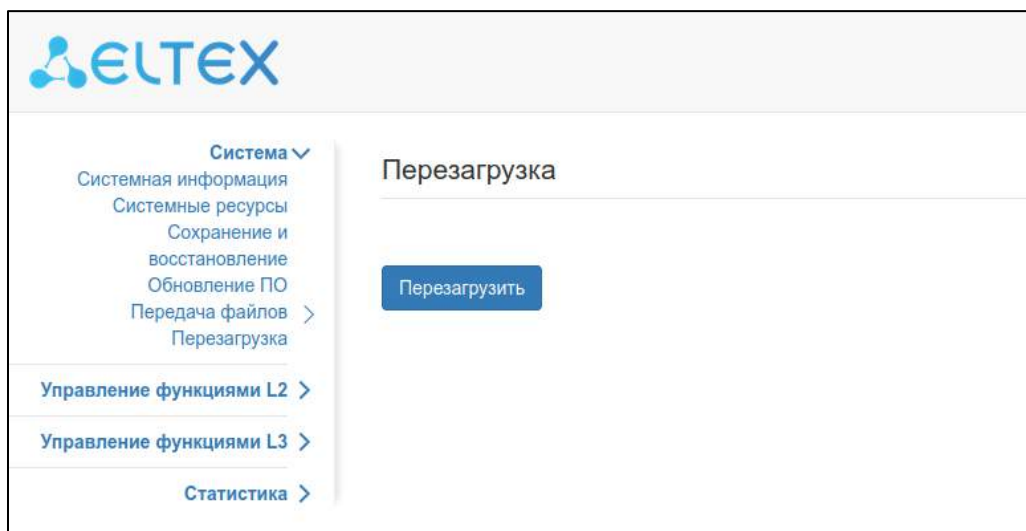 ELTEX
Система
Системная информация
Системные ресурсы
Сохранение и
восстановление
Обновление ПО
Передача файлов
Перезагрузка
Управление функциями L2
Управление функциями L3
Статистика
Перезагрузка
Перезагрузить